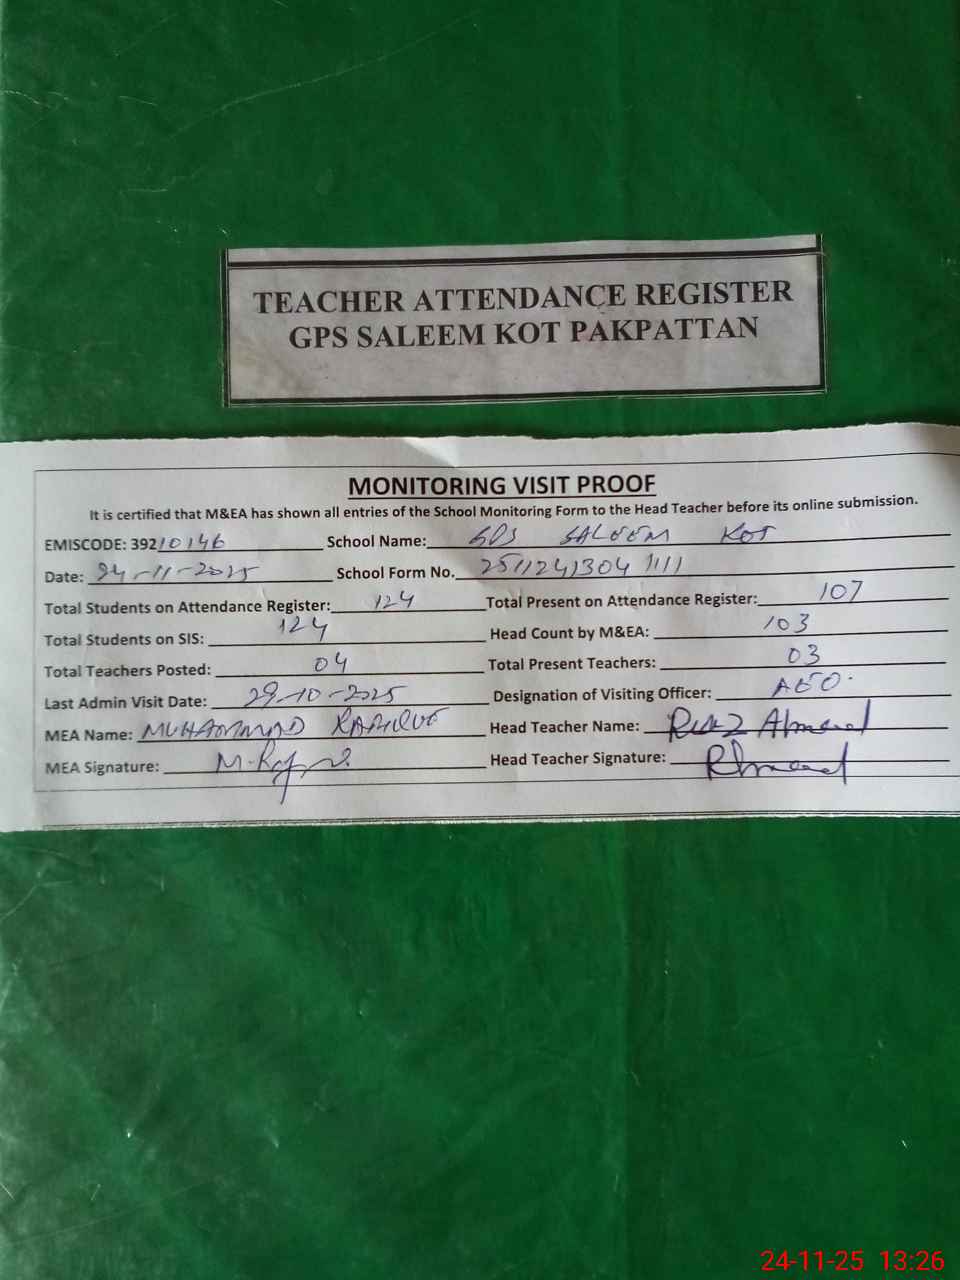 TEACHER ATTENDANCE REGISTER
GPS SALEEM KOT PAKPATTAN
MONITORING VISIT PROOF
It is certified that M&EA has shown all entries of the School Monitoring Form to the Head Teacher before its online submission.
EMISCODE: 39210146 School Name: GPS SALEEM KOT
Date: 24-11-2025 School Form No. 2511241304 1111
Total Students on Attendance Register: 124 Total Present on Attendance Register: 107
Total Students on SIS: 124 Head Count by M&EA: 103
Total Teachers Posted: 04 Total Present Teachers: 03
Last Admin Visit Date: 29-10-2025 Designation of Visiting Officer: AEO.
MEA Name: MUHAMMAD Head Teacher Name: Ahmad
MEA Signature: Head Teacher Signature:
24-11-25 13:26